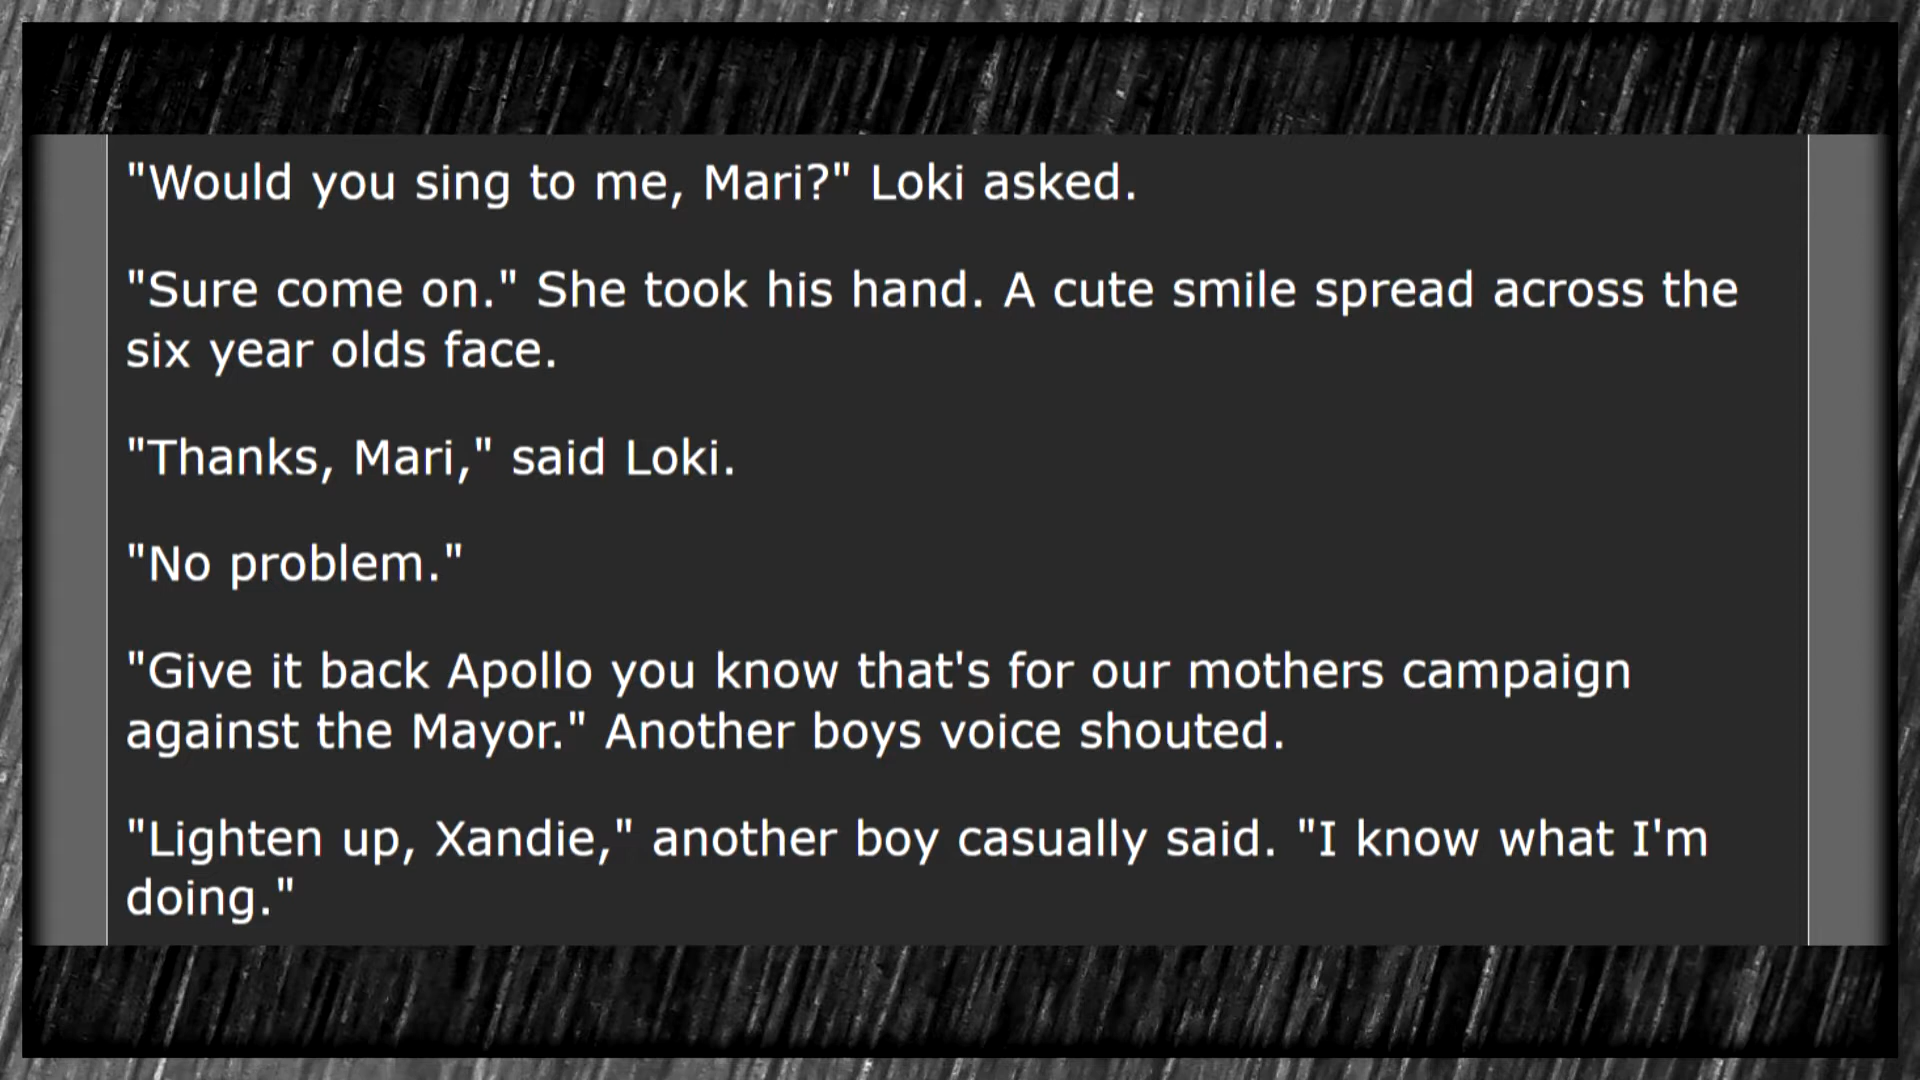 "Would you sing to me, Mari?" Loki asked.
"Sure come on." She took his hand. A cute smile spread across the
six year olds face.
"Thanks, Mari," said Loki.
"No problem."
"Give it back Apollo you know that's for our mothers campaign
against the Mayor." Another boys voice shouted.
"Lighten up, Xandie," another boy casually said. "I know what I'm
doing."